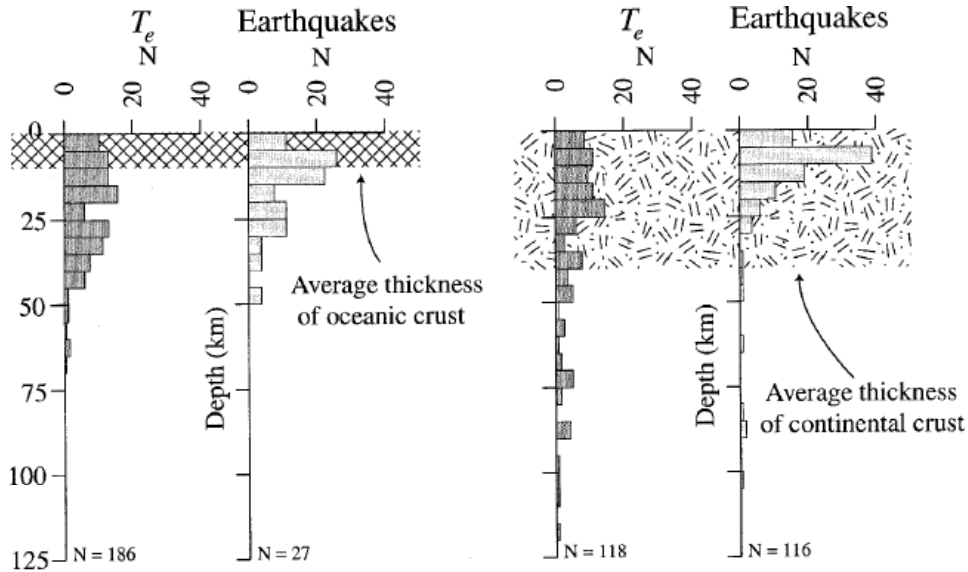 Te Earthquakes
N N
0 20 40 0 20 40
0
25
50
75
100
125
Depth (km)
Average thickness
of oceanic crust
N = 186
N = 27
Te Earthquakes
N N
0 20 40 0 20 40
Depth (km)
Average thickness
of continental crust
N = 118
N = 116